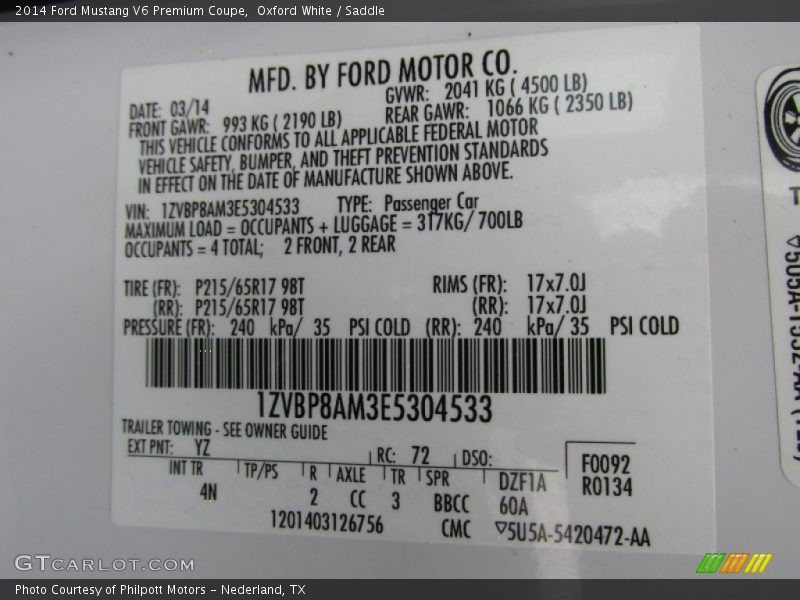 2014 Ford Mustang V6 Premium Coupe,  Oxford White / Saddle
MFD. BY FORD MOTOR CO.
DATE: 03/14 GVWR: 2041 KG ( 4500 LB)
FRONT GAWR: 993 KG ( 2190 LB) REAR GAWR: 1066 KG ( 2350 LB)
THIS VEHICLE CONFORMS TO ALL APPLICABLE FEDERAL MOTOR
VEHICLE SAFETY, BUMPER, AND THEFT PREVENTION STANDARDS
IN EFFECT ON THE DATE OF MANUFACTURE SHOWN ABOVE.
VIN: 1ZVBP8AM3E5304533 TYPE: Passenger Car
MAXIMUM LOAD = OCCUPANTS + LUGGAGE = 317KG/ 700LB
OCCUPANTS = 4 TOTAL; 2 FRONT, 2 REAR
TIRE (FR): P215/65R17 98T RIMS (FR): 17x7.0J
(RR): P215/65R17 98T (RR): 17x7.0J
PRESSURE (FR): 240 kPa/ 35 PSI COLD (RR): 240 kPa/ 35 PSI COLD
1ZVBP8AM3E5304533
TRAILER TOWING - SEE OWNER GUIDE
EXT PNT: YZ RC: 72 DSO: F0092
INT TR TP/PS R AXLE TR SPR DZF1A R0134
4N 2 CC 3 BBCC 60A
1201403126756 CMC 5U5A-5420472-AA
GTCARLOT.COM
Photo Courtesy of Philpott Motors - Nederland, TX